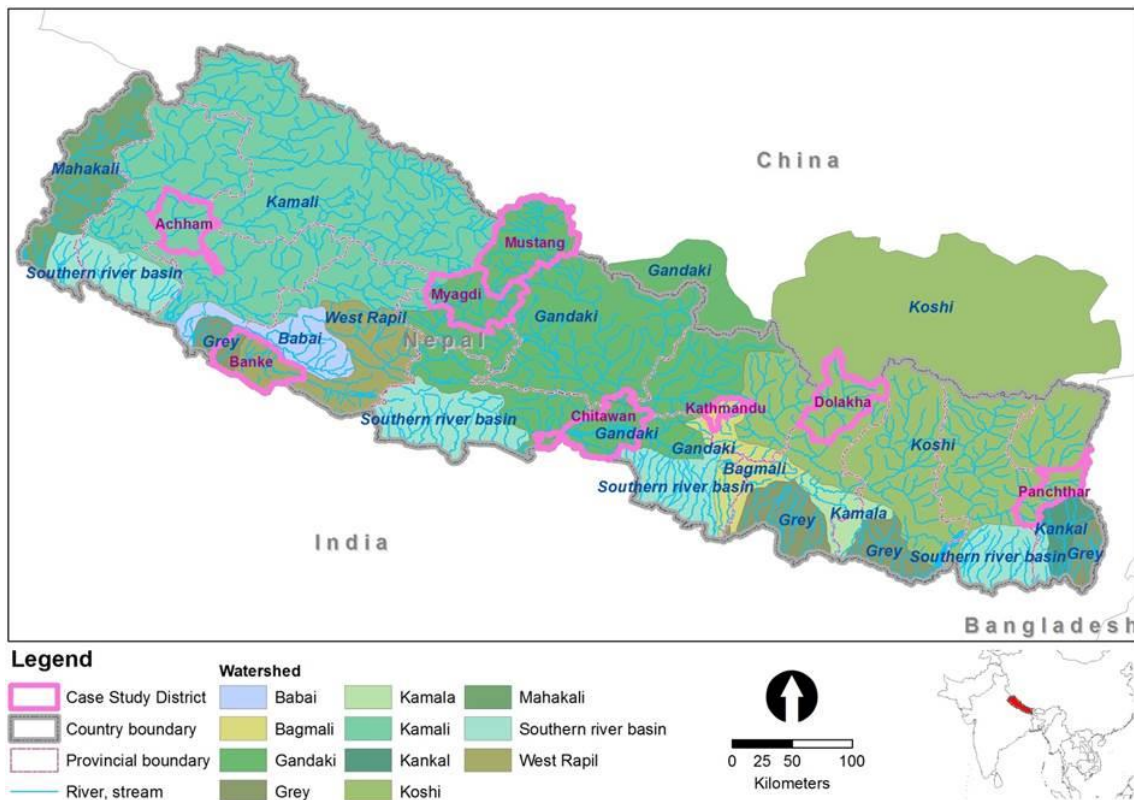 China
Mahakali
Kamali
Achham
Mustang
Southern river basin
Gandaki
Koshi
Myagdi
Gandaki
West Rapil
Nepal
Grey
Babai
Banke
Dolakha
Southern river basin
Chitawan
Kathmandu
Gandaki
Gandaki
Koshi
Bagmali
Southern river basin
Panchthar
Kamala
Grey
Kankal
India
Grey
Southern river basin
Grey
Bangladesh
Legend
Case Study District
Country boundary
Provincial boundary
River, stream
Watershed
Babai
Bagmali
Gandaki
Grey
Kamala
Kamali
Kankal
Koshi
Mahakali
Southern river basin
West Rapil
0 25 50 100
Kilometers